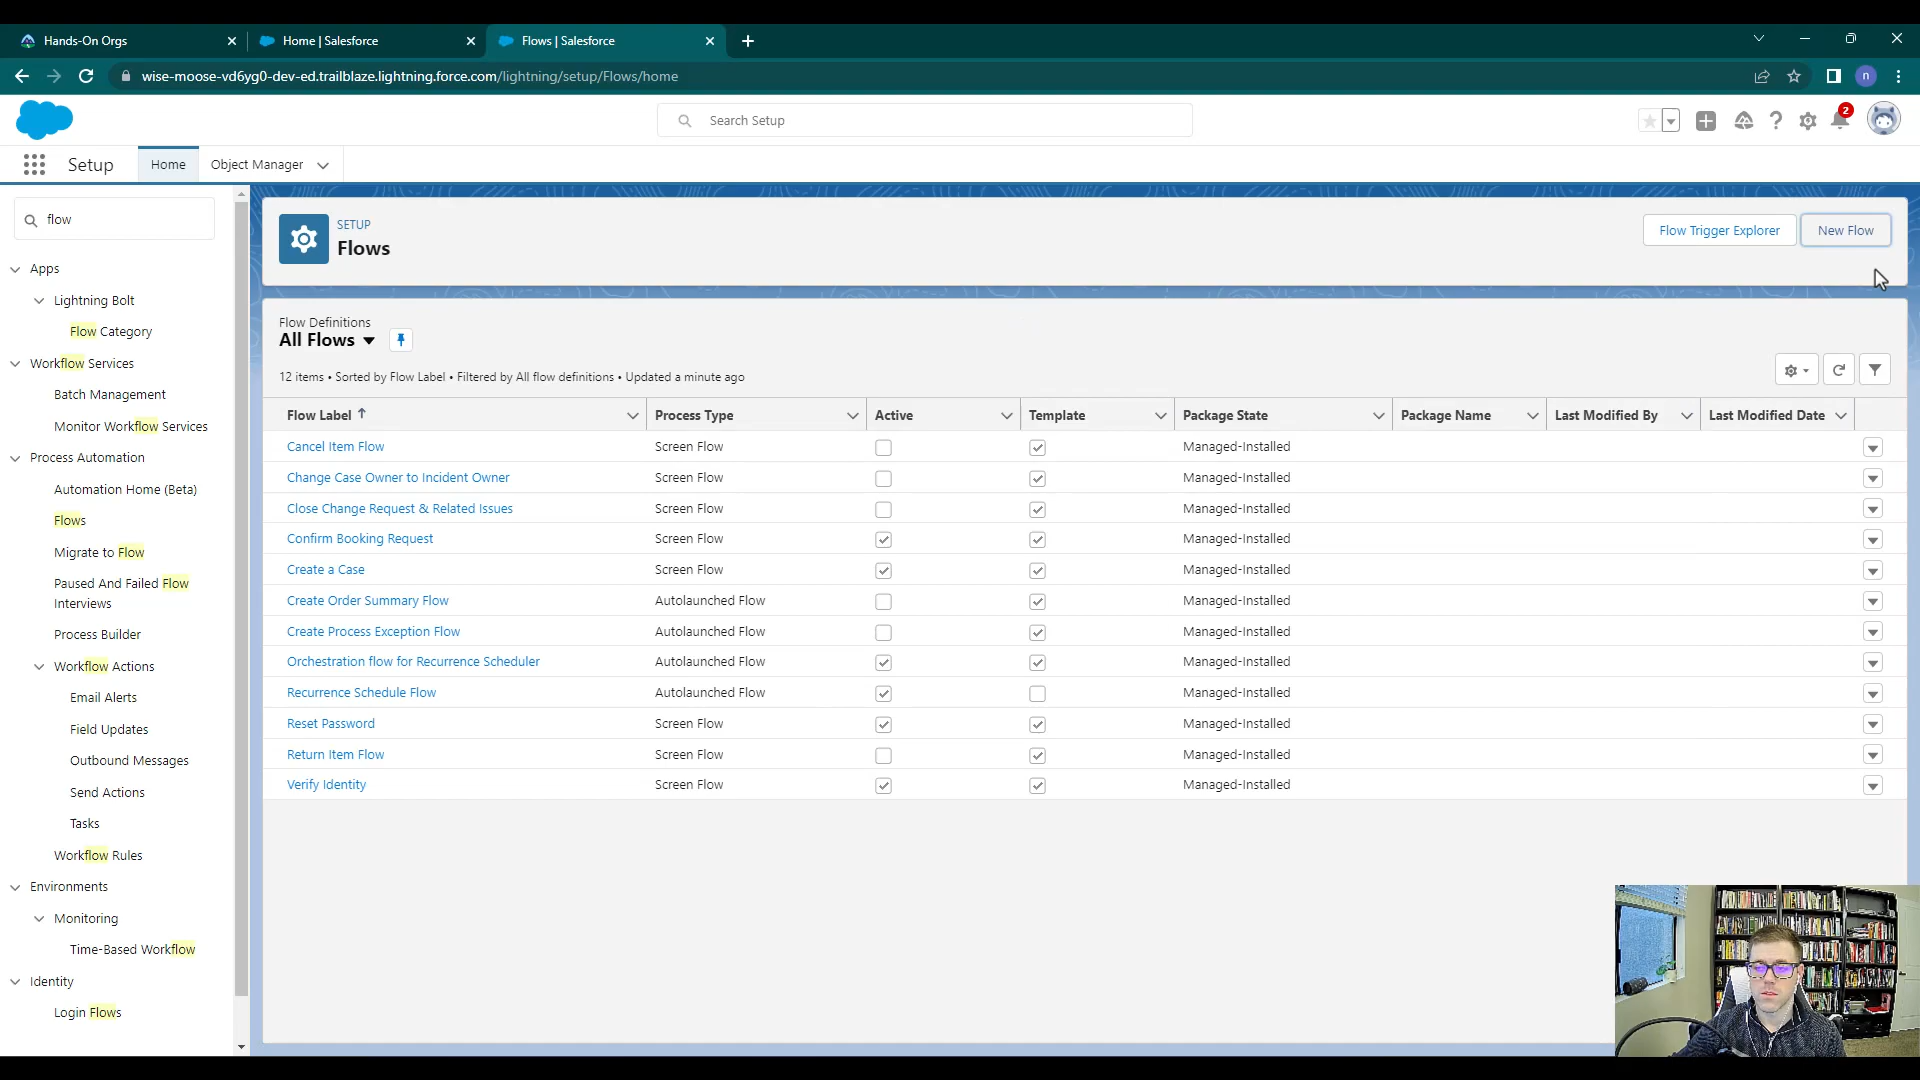 Hands-On Orgs
Home | Salesforce
Flows | Salesforce
wise-moose-vd6yg0-dev-ed.trailblaze.lightning.force.com/lightning/setup/Flows/home
n
Search Setup
2
Setup
Home
Object Manager
flow
Apps
Lightning Bolt
Flow Category
Workflow Services
Batch Management
Monitor Workflow Services
Process Automation
Automation Home (Beta)
Flows
Migrate to Flow
Paused And Failed Flow
Interviews
Process Builder
Workflow Actions
Email Alerts
Field Updates
Outbound Messages
Send Actions
Tasks
Workflow Rules
Environments
Monitoring
Time-Based Workflow
Identity
Login Flows
SETUP
Flows
Flow Trigger Explorer
New Flow
Flow Definitions
All Flows
12 items • Sorted by Flow Label • Filtered by All flow definitions • Updated a minute ago
Flow Label Process Type Active Template Package State Package Name Last Modified By Last Modified Date
Cancel Item Flow Screen Flow Managed-Installed
Change Case Owner to Incident Owner Screen Flow Managed-Installed
Close Change Request & Related Issues Screen Flow Managed-Installed
Confirm Booking Request Screen Flow Managed-Installed
Create a Case Screen Flow Managed-Installed
Create Order Summary Flow Autolaunched Flow Managed-Installed
Create Process Exception Flow Autolaunched Flow Managed-Installed
Orchestration flow for Recurrence Scheduler Autolaunched Flow Managed-Installed
Recurrence Schedule Flow Autolaunched Flow Managed-Installed
Reset Password Screen Flow Managed-Installed
Return Item Flow Screen Flow Managed-Installed
Verify Identity Screen Flow Managed-Installed